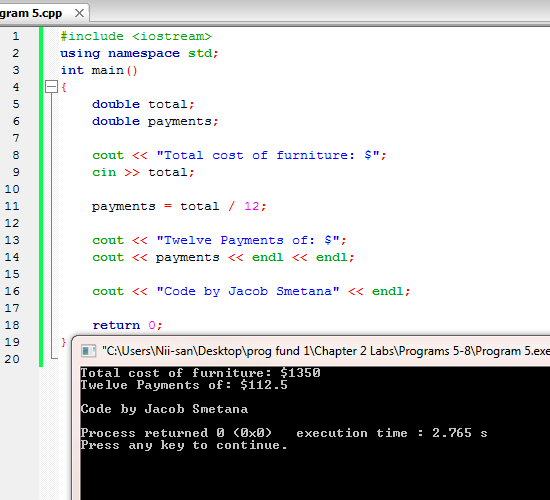 gram 5.cpp ×
1 #include <iostream>
2 using namespace std;
3 int main()
4 {
5 double total;
6 double payments;
7
8 cout << "Total cost of furniture: $";
9 cin >> total;
10
11 payments = total / 12;
12
13 cout << "Twelve Payments of: $";
14 cout << payments << endl << endl;
15
16 cout << "Code by Jacob Smetana" << endl;
17
18 return 0;
19 }
20
"C:\Users\Nii-san\Desktop\prog fund 1\Chapter 2 Labs\Programs 5-8\Program 5.exe
Total cost of furniture: $1350
Twelve Payments of: $112.5
Code by Jacob Smetana
Process returned 0 (0x0) execution time : 2.765 s
Press any key to continue.